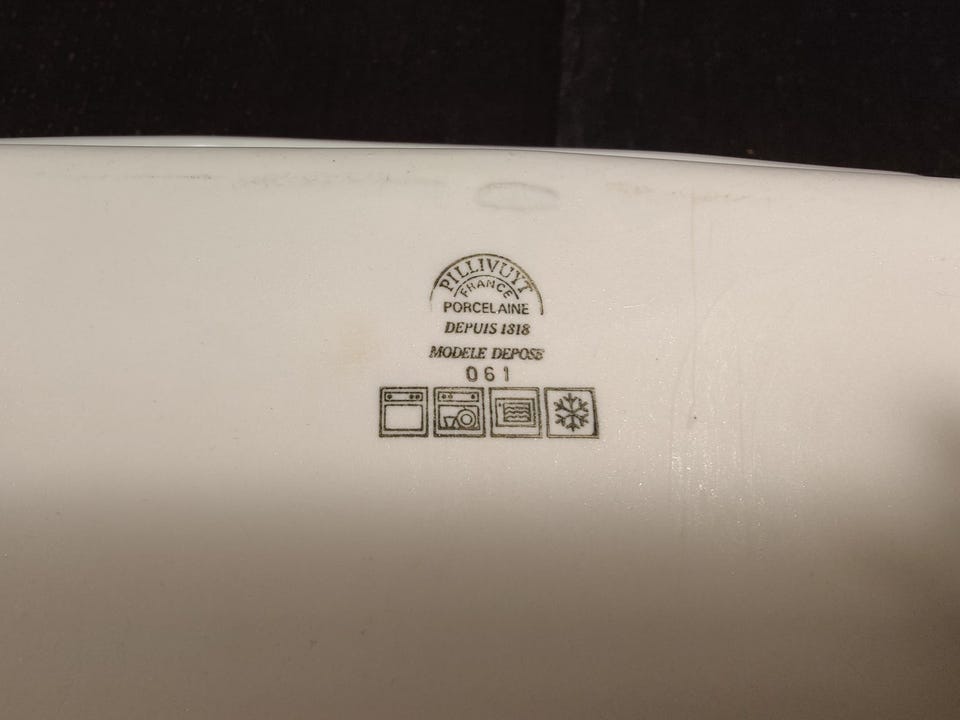 PILLIVUYT
FRANCE
PORCELAINE
DEPUIS 1818
MODELE DEPOSE
061